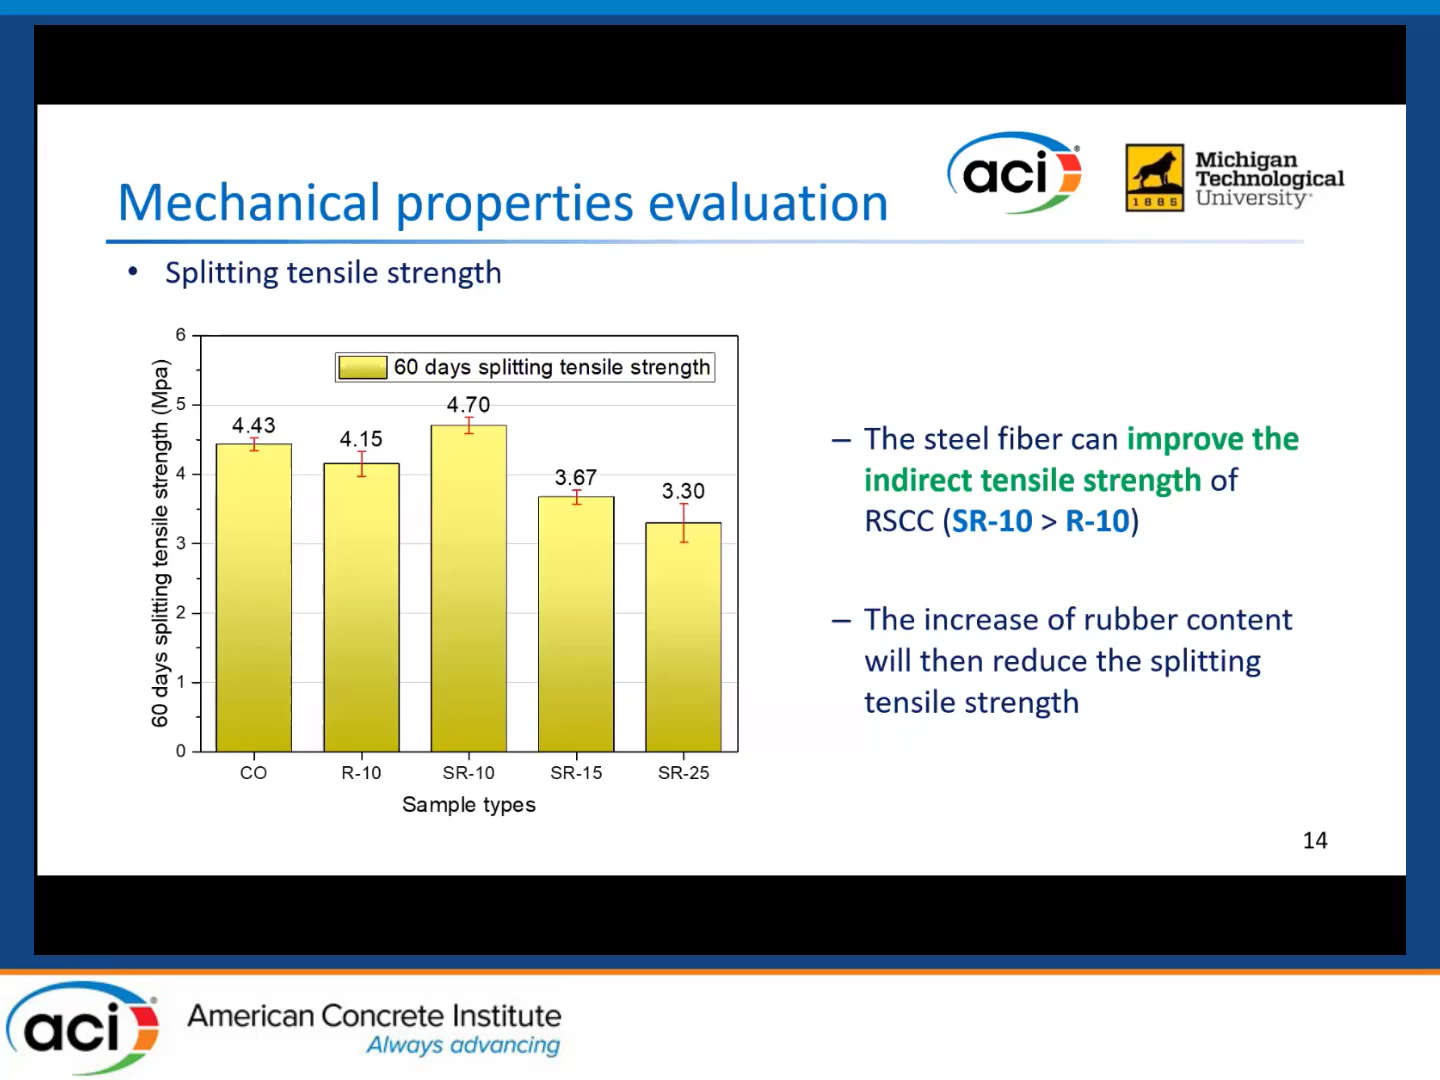 aci®
Michigan
Technological
University
1885
Mechanical properties evaluation
• Splitting tensile strength
60 days splitting tensile strength (Mpa)
6
5
4
3
2
1
0
60 days splitting tensile strength
4.43
4.15
4.70
3.67
3.30
CO
R-10
SR-10
SR-15
SR-25
Sample types
– The steel fiber can improve the
indirect tensile strength of
RSCC (SR-10 > R-10)
– The increase of rubber content
will then reduce the splitting
tensile strength
14
aci®
American Concrete Institute
Always advancing